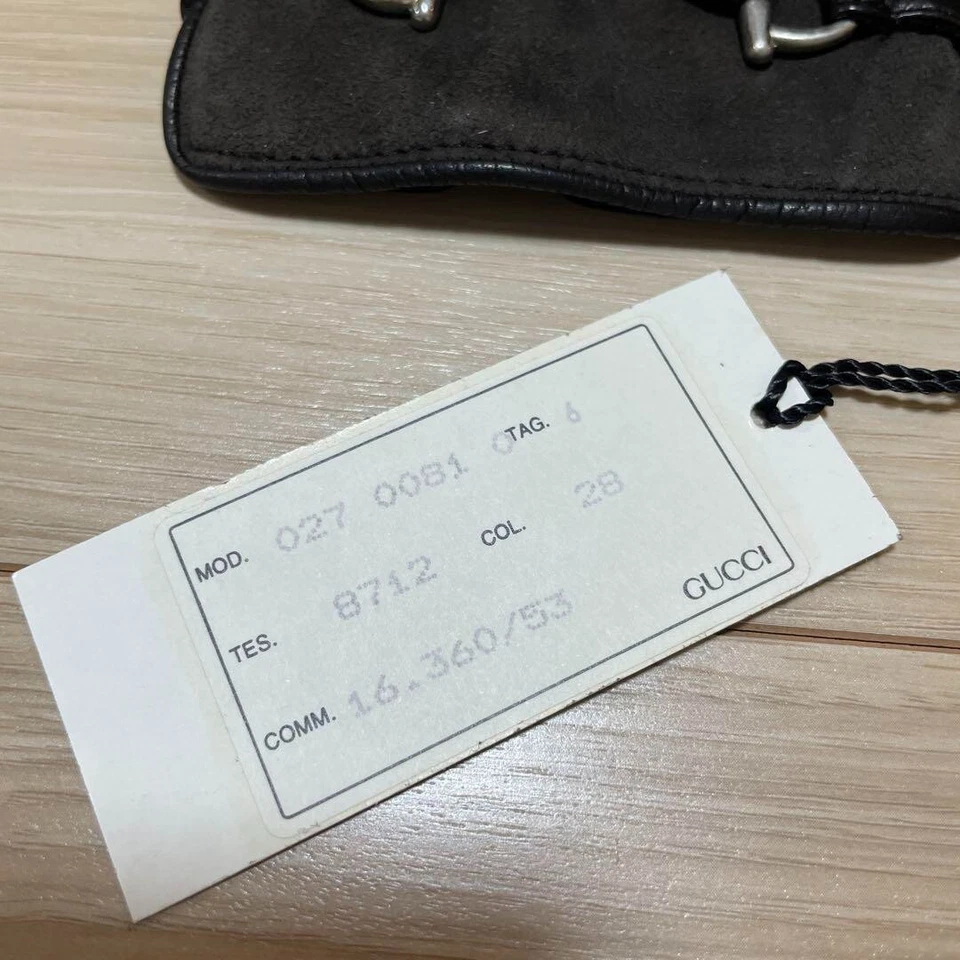 MOD. 027 0081 0 TAG. 6
TES. 8712 COL. 28
COMM. 16.360/53
GUCCI